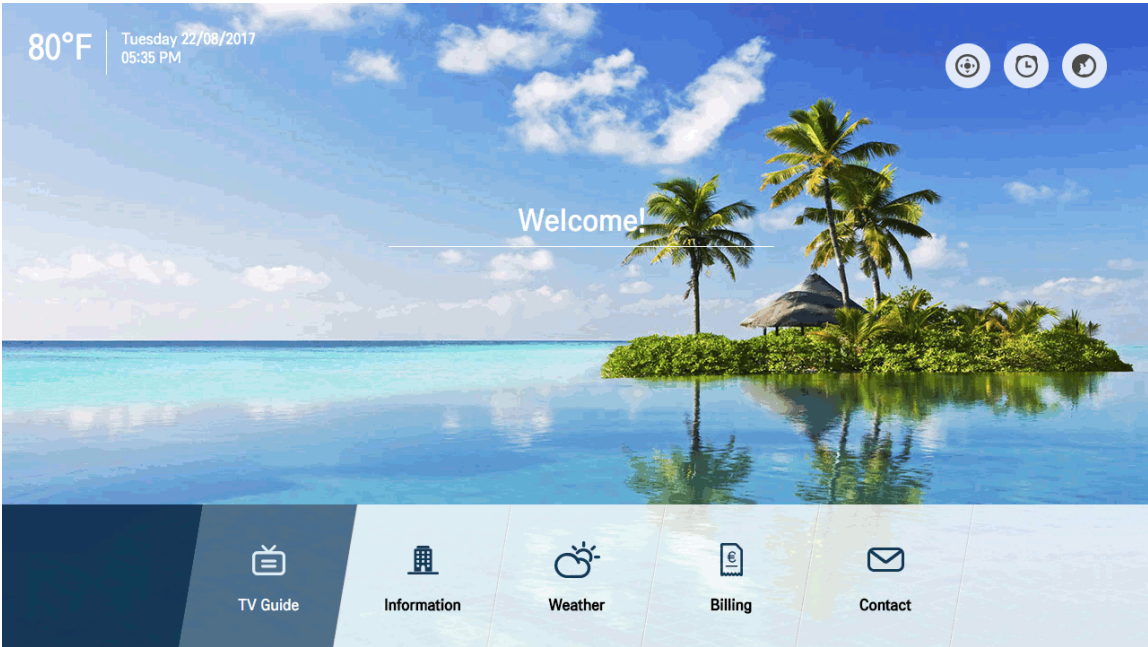 80°F
Tuesday 22/08/2017
05:35 PM
Welcome!
TV Guide
Information
Weather
Billing
Contact